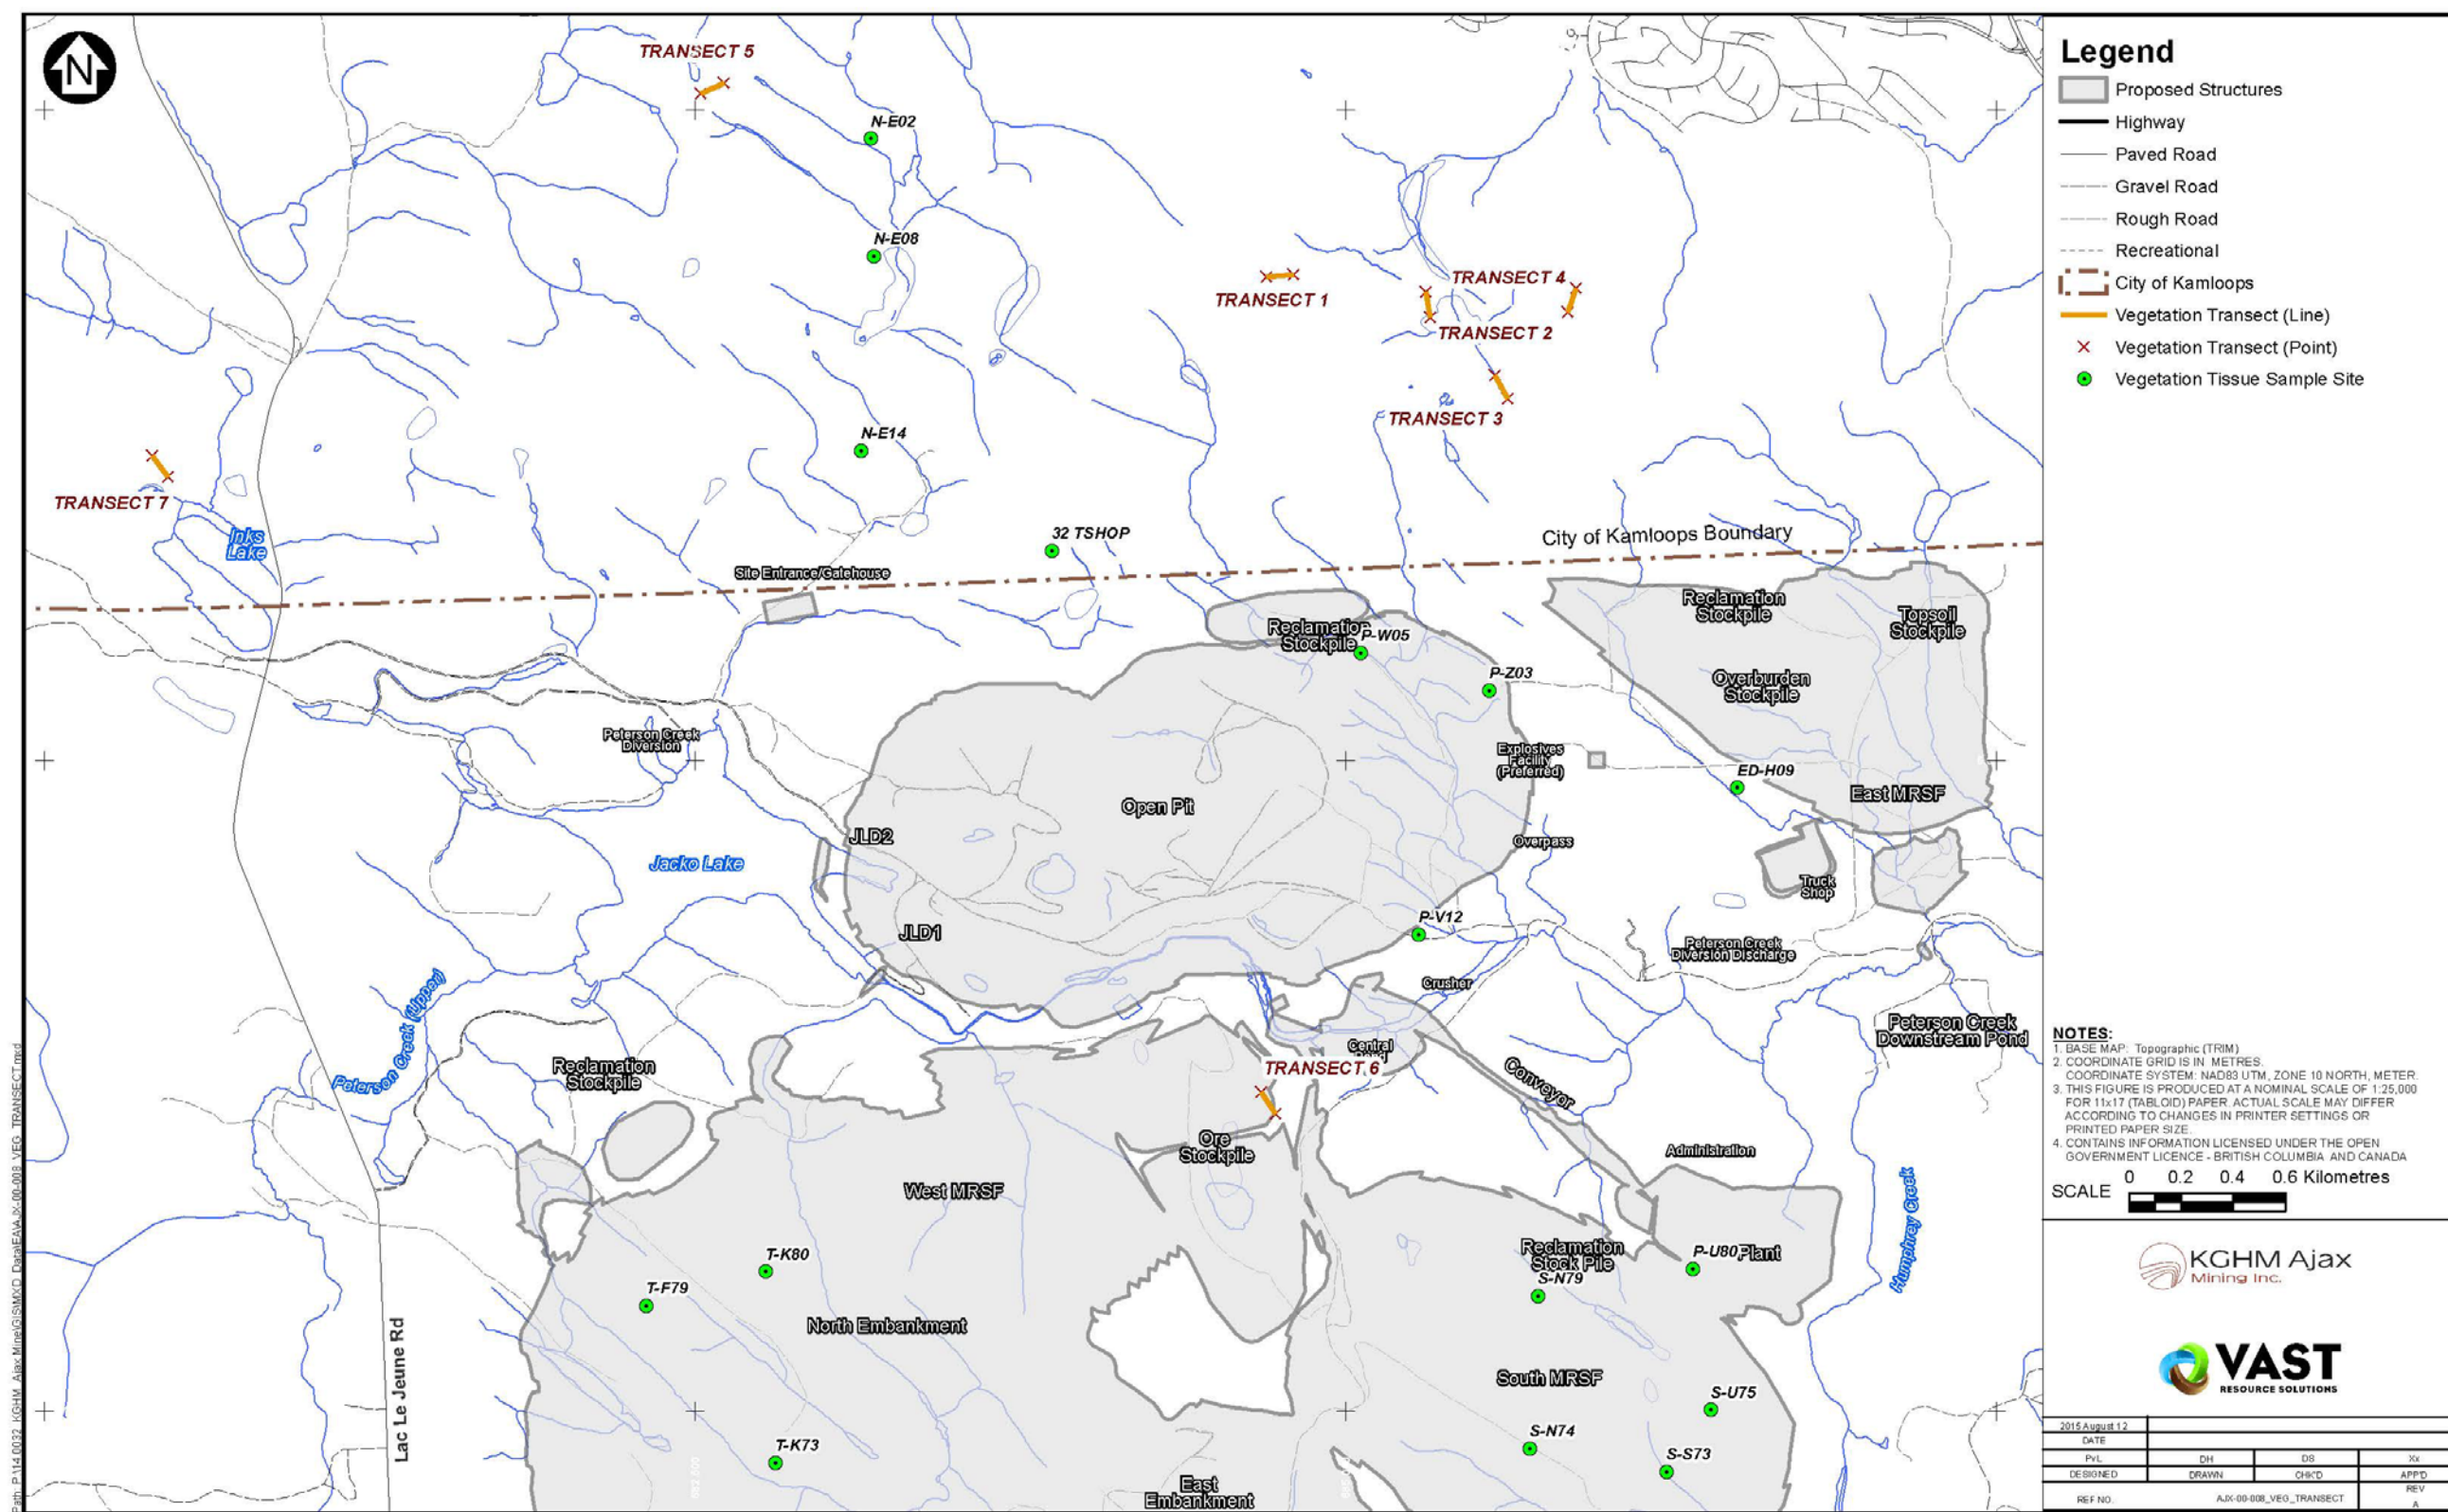 N
TRANSECT 5
N-E02
N-E08
TRANSECT 1
TRANSECT 4
TRANSECT 2
TRANSECT 3
N-E14
TRANSECT 7
Inks
Lake
32 TSHOP
City of Kamloops Boundary
Site Entrance/Gatehouse
Reclamation
Stockpile
P-W05
Reclamation
Stockpile
Topsoil
Stockpile
P-Z03
Overburden
Stockpile
Peterson Creek
Diversion
Explosives
Facility
(Preferred)
ED-H09
East MRSF
Open Pit
JLD2
Overpass
Jacko Lake
Truck
Shop
P-V12
JLD1
Peterson Creek
Diversion Discharge
Crusher
Peterson Creek (Upper)
Peterson Creek
Downstream Pond
Central
TRANSECT 6
Reclamation
Stockpile
Conveyor
Ore
Stockpile
Administration
West MRSF
Humphrey Creek
T-K80
Reclamation
Stock Pile
P-U80
Plant
T-F79
S-N79
North Embankment
Lac Le Jeune Rd
South MRSF
S-U75
T-K73
S-N74
S-S73
East
Embankment
Legend
Proposed Structures
Highway
Paved Road
Gravel Road
Rough Road
Recreational
City of Kamloops
Vegetation Transect (Line)
Vegetation Transect (Point)
Vegetation Tissue Sample Site
NOTES:
1. BASE MAP: Topographic (TRIM)
2. COORDINATE GRID IS IN METRES.
COORDINATE SYSTEM: NAD83 UTM, ZONE 10 NORTH, METER.
3. THIS FIGURE IS PRODUCED AT A NOMINAL SCALE OF 1:25,000
FOR 11x17 (TABLOID) PAPER. ACTUAL SCALE MAY DIFFER
ACCORDING TO CHANGES IN PRINTER SETTINGS OR
PRINTED PAPER SIZE.
4. CONTAINS INFORMATION LICENSED UNDER THE OPEN
GOVERNMENT LICENCE - BRITISH COLUMBIA AND CANADA
SCALE 0 0.2 0.4 0.6 Kilometres
KGHM Ajax
Mining Inc.
VAST
RESOURCE SOLUTIONS
2015 August 12
DATE
PvL DH DS Xx
DESIGNED DRAWN CHK'D APP'D
REF NO. AJX-00-008_VEG_TRANSECT REV
A